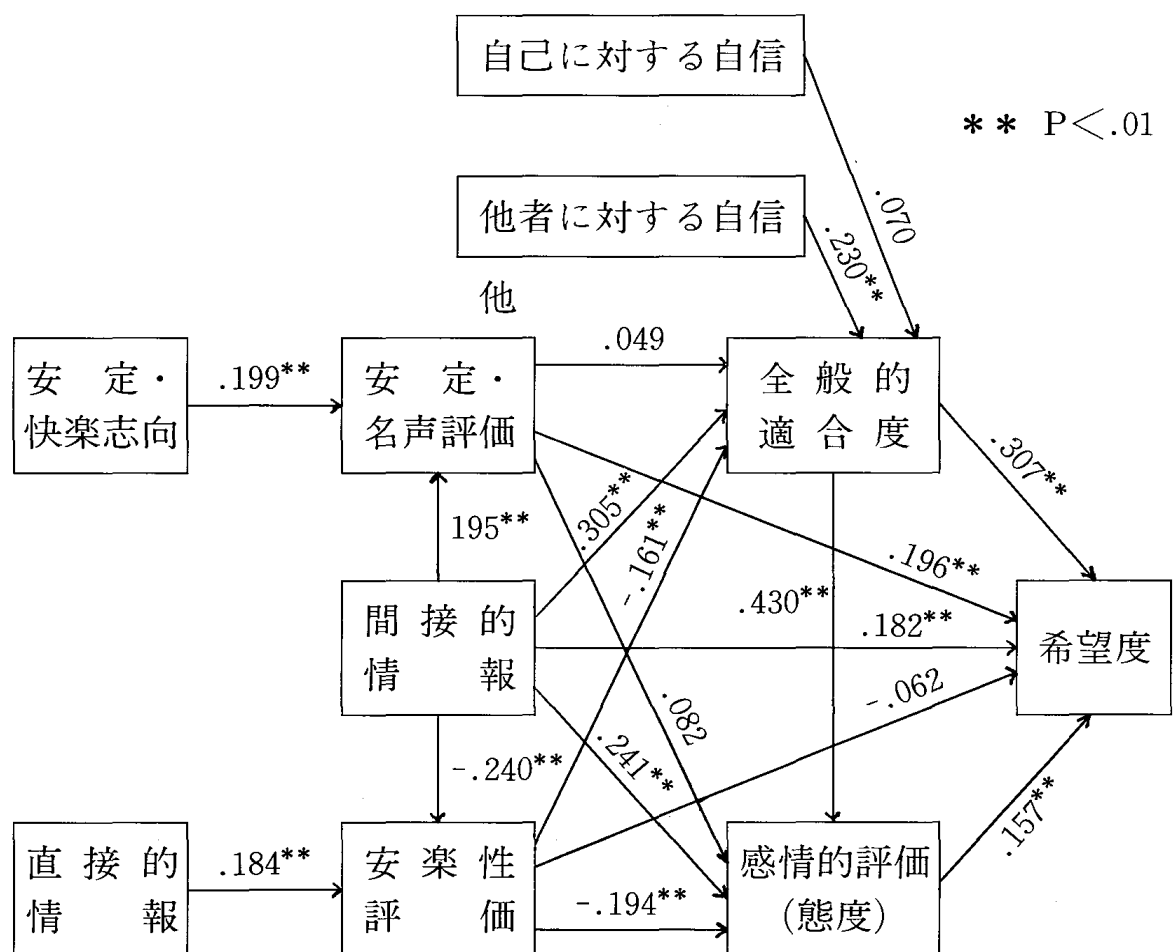 自己に対する自信
** P<.01
他者に対する自信
.070
.230**
他
安定・
快楽志向
.199**
安定・
名声評価
.049
全般的
適合度
.307**
195**
.305**
-.161**
.196**
間接的
情報
.430**
.182**
希望度
-.062
.082
-.240**
.241**
.157**
直接的
情報
.184**
安楽性
評価
-.194**
感情的評価
(態度)